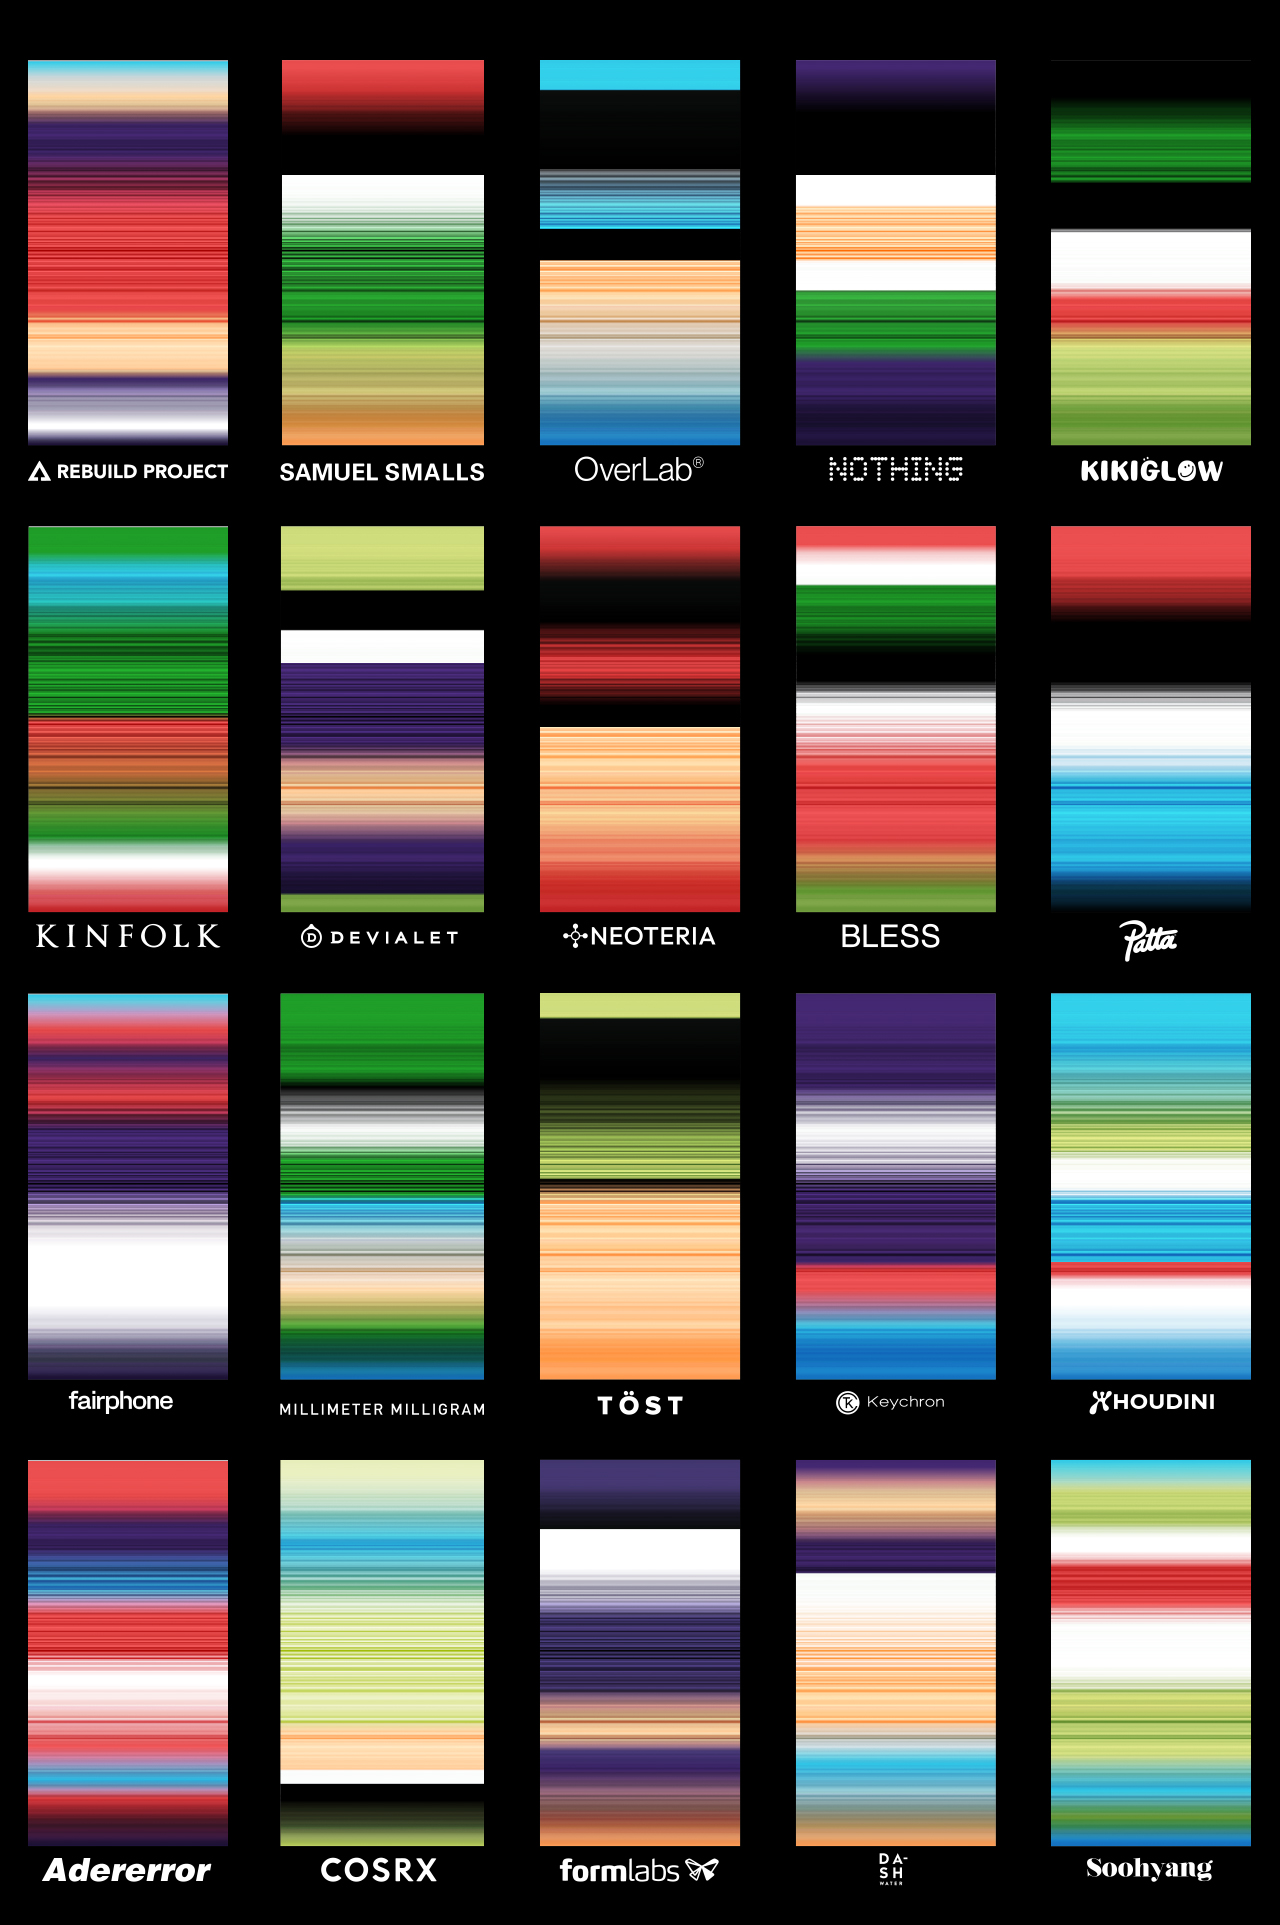 REBUILD PROJECT
SAMUEL SMALLS
OverLab®
NOTHING
KIKIGLOW
KINFOLK
D DEVIALET
NEOTERIA
BLESS
Patta
fairphone
MILLIMETER MILLIGRAM
TÖST
K Keychron
HOUDINI
Adererror
COSRX
formlabs
DA-
SH
WATER
Soohyang